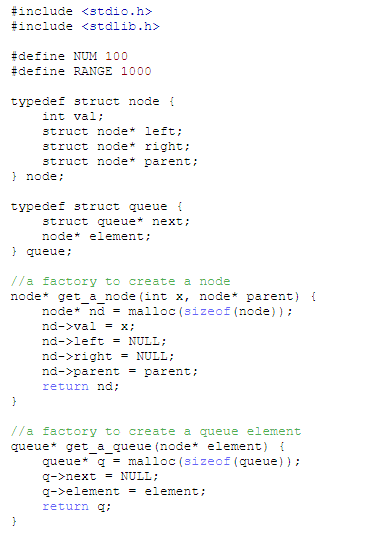 #include <stdio.h>
#include <stdlib.h>

#define NUM 100
#define RANGE 1000

typedef struct node {
    int val;
    struct node* left;
    struct node* right;
    struct node* parent;
} node;

typedef struct queue {
    struct queue* next;
    node* element;
} queue;

//a factory to create a node
node* get_a_node(int x, node* parent) {
    node* nd = malloc(sizeof(node));
    nd->val = x;
    nd->left = NULL;
    nd->right = NULL;
    nd->parent = parent;
    return nd;
}

//a factory to create a queue element
queue* get_a_queue(node* element) {
    queue* q = malloc(sizeof(queue));
    q->next = NULL;
    q->element = element;
    return q;
}